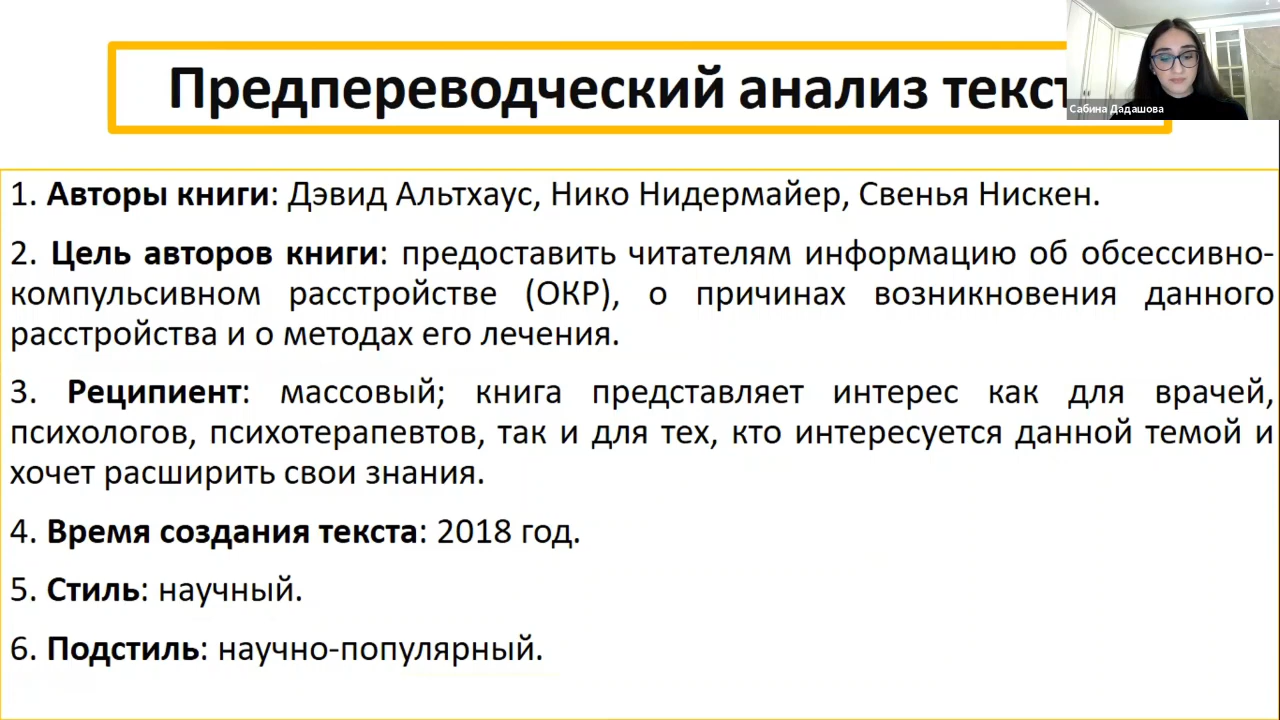 Предпереводческий анализ текст
Сабина Дадашова
1. Авторы книги: Дэвид Альтхаус, Нико Нидермайер, Свенья Нискен.
2. Цель авторов книги: предоставить читателям информацию об обсессивно-
компульсивном расстройстве (ОКР), о причинах возникновения данного
расстройства и о методах его лечения.
3. Реципиент: массовый; книга представляет интерес как для врачей,
психологов, психотерапевтов, так и для тех, кто интересуется данной темой и
хочет расширить свои знания.
4. Время создания текста: 2018 год.
5. Стиль: научный.
6. Подстиль: научно-популярный.